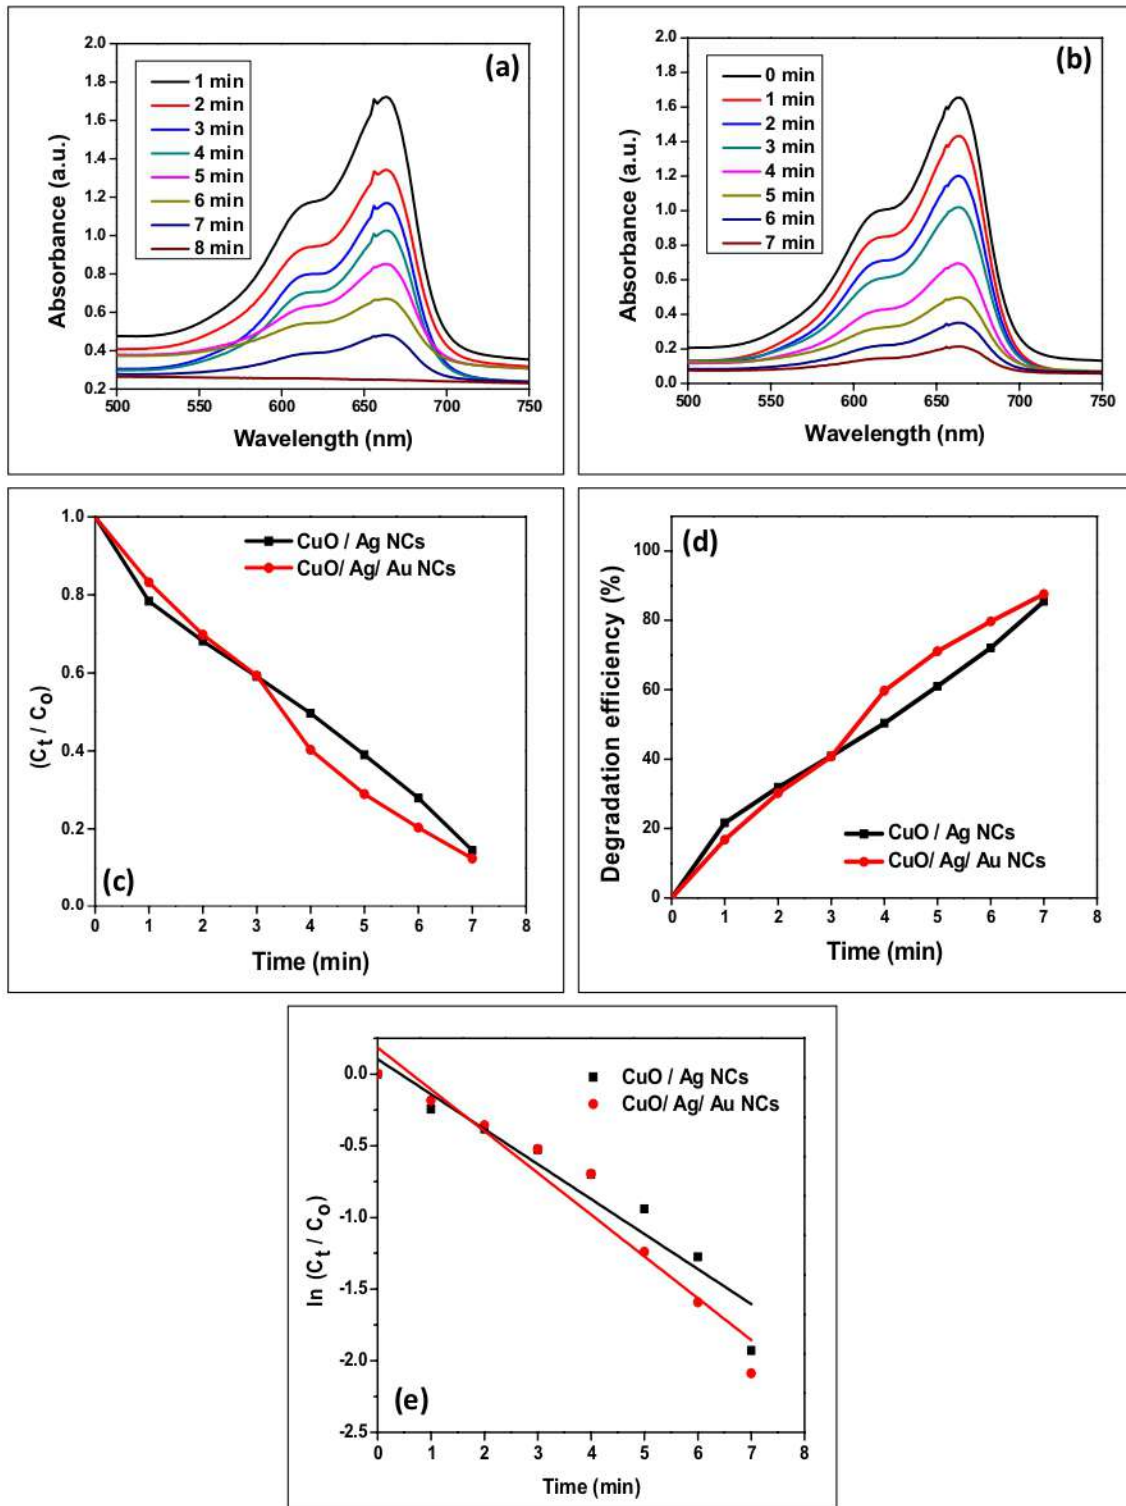 (a)
1 min
2 min
3 min
4 min
5 min
6 min
7 min
8 min
2.0
1.8
1.6
1.4
1.2
1.0
0.8
0.6
0.4
0.2
500
550
600
650
700
750
Absorbance (a.u.)
Wavelength (nm)
(b)
0 min
1 min
2 min
3 min
4 min
5 min
6 min
7 min
2.0
1.8
1.6
1.4
1.2
1.0
0.8
0.6
0.4
0.2
0.0
500
550
600
650
700
750
Absorbance (a.u.)
Wavelength (nm)
1.0
0.8
0.6
0.4
0.2
0.0
CuO / Ag NCs
CuO/ Ag/ Au NCs
(Ct / Co)
(c)
0 1 2 3 4 5 6 7 8
Time (min)
(d)
100
80
60
40
20
0
Degradation efficiency (%)
CuO / Ag NCs
CuO/ Ag/ Au NCs
0 1 2 3 4 5 6 7 8
Time (min)
0.0
-0.5
-1.0
-1.5
-2.0
-2.5
CuO / Ag NCs
CuO/ Ag/ Au NCs
ln (Ct / Co)
(e)
0 1 2 3 4 5 6 7 8
Time (min)